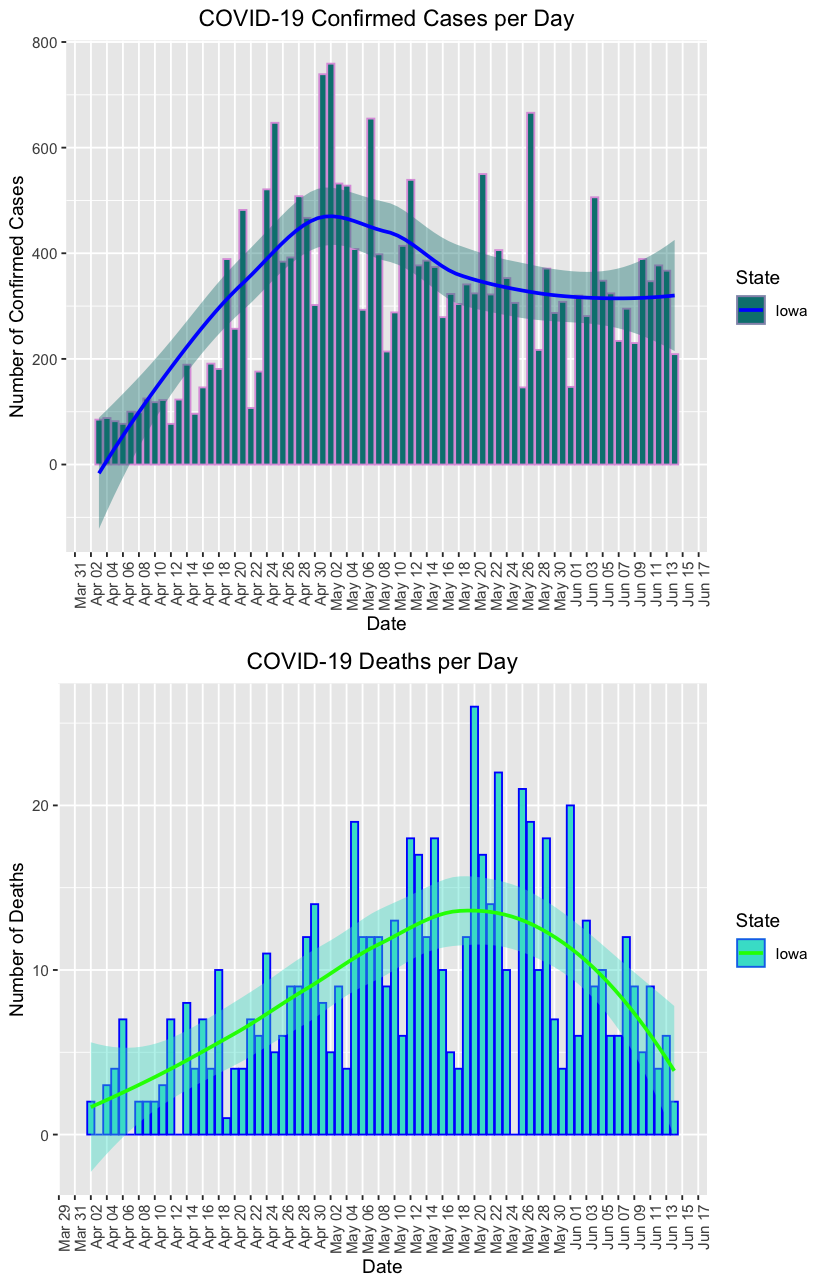 COVID-19 Confirmed Cases per Day
Number of Confirmed Cases
800
600
400
200
0
Mar 31
Apr 02
Apr 04
Apr 06
Apr 08
Apr 10
Apr 12
Apr 14
Apr 16
Apr 18
Apr 20
Apr 22
Apr 24
Apr 26
Apr 28
Apr 30
May 02
May 04
May 06
May 08
May 10
May 12
May 14
May 16
May 18
May 20
May 22
May 24
May 26
May 28
May 30
Jun 01
Jun 03
Jun 05
Jun 07
Jun 09
Jun 11
Jun 13
Jun 15
Jun 17
Date
State
Iowa
COVID-19 Deaths per Day
Number of Deaths
20
10
0
Mar 29
Mar 31
Apr 02
Apr 04
Apr 06
Apr 08
Apr 10
Apr 12
Apr 14
Apr 16
Apr 18
Apr 20
Apr 22
Apr 24
Apr 26
Apr 28
Apr 30
May 02
May 04
May 06
May 08
May 10
May 12
May 14
May 16
May 18
May 20
May 22
May 24
May 26
May 28
May 30
Jun 01
Jun 03
Jun 05
Jun 07
Jun 09
Jun 11
Jun 13
Jun 15
Jun 17
Date
State
Iowa